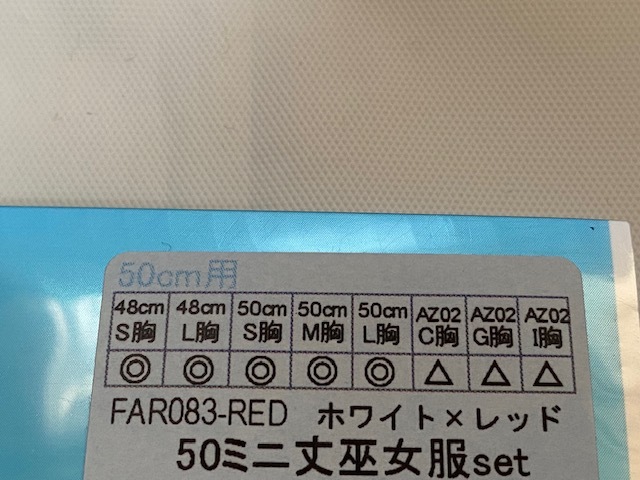 50cm用
48cm 48cm 50cm 50cm 50cm AZ02 AZ02 AZ02
S胸 L胸 S胸 M胸 L胸 C胸 G胸 I胸
◎ ◎ ◎ ◎ ◎ △ △ △
FAR083-RED ホワイト×レッド
50ミニ丈巫女服set